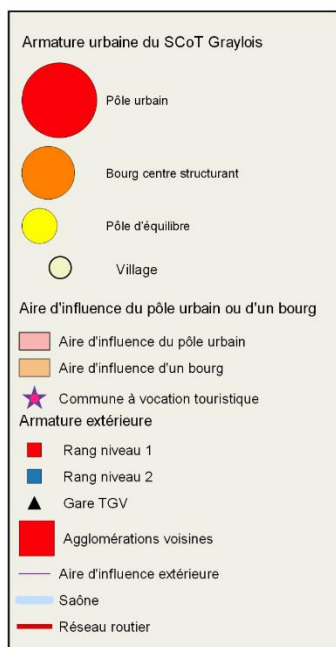 Armature urbaine du SCoT Graylois
Pôle urbain
Bourg centre structurant
Pôle d'équilibre
Village
Aire d'influence du pôle urbain ou d'un bourg
Aire d'influence du pôle urbain
Aire d'influence d'un bourg
Commune à vocation touristique
Armature extérieure
Rang niveau 1
Rang niveau 2
Gare TGV
Agglomérations voisines
Aire d'influence extérieure
Saône
Réseau routier